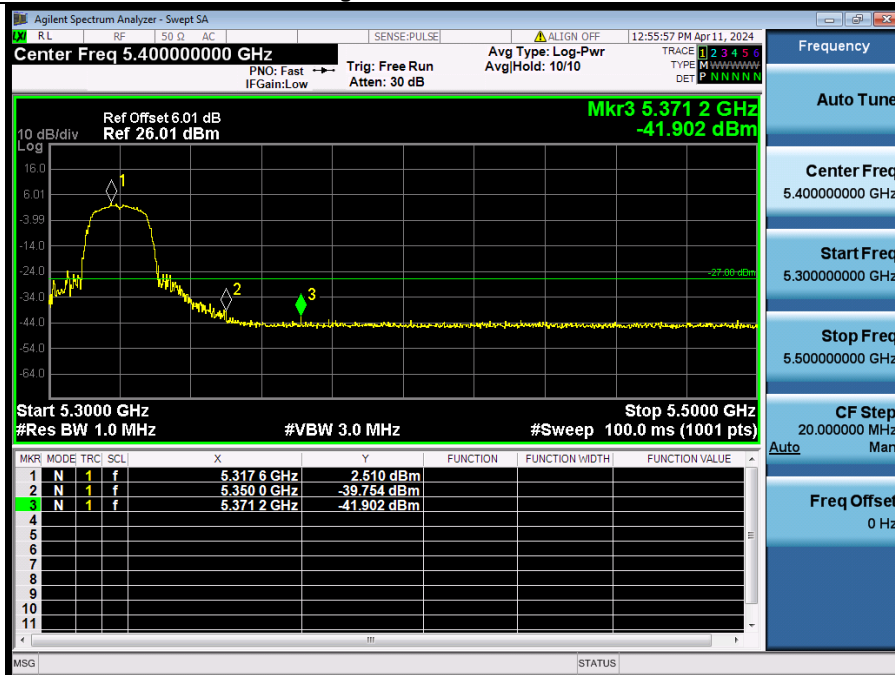 Agilent Spectrum Analyzer - Swept SA
RL RF 50 Ω AC SENSE:PULSE ALIGN OFF 12:55:57 PM Apr 11, 2024
Center Freq 5.400000000 GHz
PNO: Fast
IFGain:Low
Trig: Free Run
Atten: 30 dB
Avg Type: Log-Pwr
Avg|Hold: 10/10
TRACE 1 2 3 4 5 6
TYPE M WWWWW
DET P N N N N N
Ref Offset 6.01 dB
Ref 26.01 dBm
10 dB/div
Log
Mkr3 5.371 2 GHz
-41.902 dBm
16.0
6.01
-3.99
-14.0
-24.0
-34.0
-44.0
-54.0
-64.0
1
2
3
-27.00 dBm
Start 5.3000 GHz Stop 5.5000 GHz
#Res BW 1.0 MHz #VBW 3.0 MHz #Sweep 100.0 ms (1001 pts)
MKR MODE TRC SCL X Y FUNCTION FUNCTION WIDTH FUNCTION VALUE
1 N 1 f 5.317 6 GHz 2.510 dBm
2 N 1 f 5.350 0 GHz -39.754 dBm
3 N 1 f 5.371 2 GHz -41.902 dBm
4
5
6
7
8
9
10
11
MSG STATUS
Frequency
Auto Tune
Center Freq
5.400000000 GHz
Start Freq
5.300000000 GHz
Stop Freq
5.500000000 GHz
CF Step
20.000000 MHz
Auto Man
Freq Offset
0 Hz